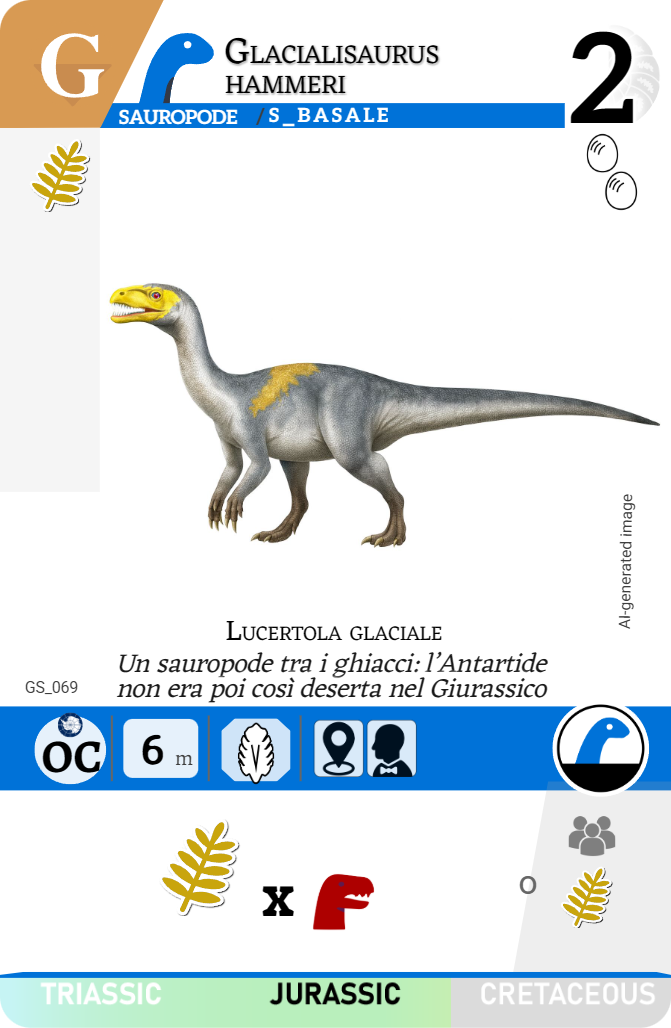 G
GLACIALISAURUS
HAMMERI
2
SAUROPODE / S_BASALE
AI-generated image
LUCERTOLA GLACIALE
Un sauropode tra i ghiacci: l'Antartide
GS_069
non era poi così deserta nel Giurassico
OC
6 m
V
x
O
TRIASSIC
JURASSIC
CRETACEOUS